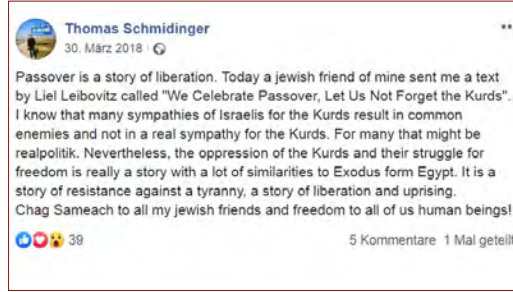 Thomas Schmidinger
30. März 2018
Passover is a story of liberation. Today a jewish friend of mine sent me a text
by Liel Leibovitz called "We Celebrate Passover, Let Us Not Forget the Kurds".
I know that many sympathies of Israelis for the Kurds result in common
enemies and not in a real sympathy for the Kurds. For many that might be
realpolitik. Nevertheless, the oppression of the Kurds and their struggle for
freedom is really a story with a lot of similarities to Exodus form Egypt. It is a
story of resistance against a tyranny, a story of liberation and uprising.
Chag Sameach to all my jewish friends and freedom to all of us human beings!
39 5 Kommentare 1 Mal geteilt